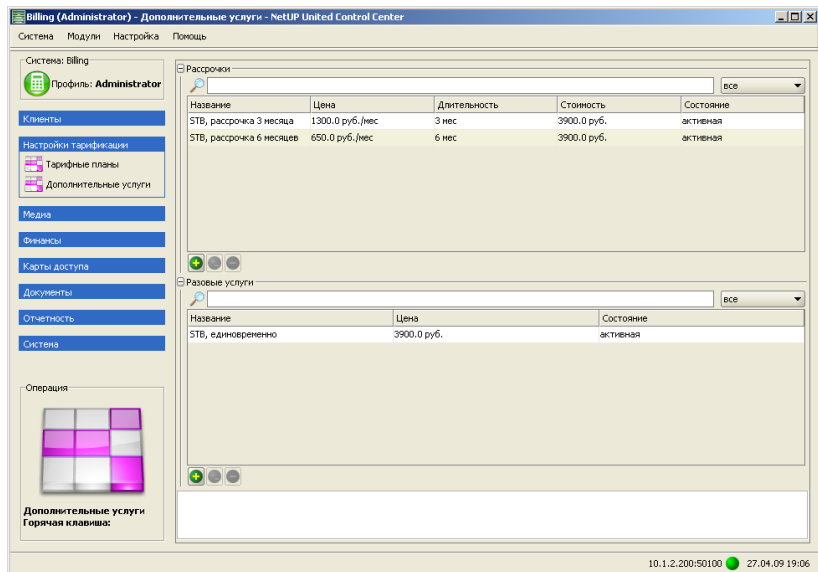 Billing (Administrator) - Дополнительные услуги - NetUP United Control Center
Система Модули Настройка Помощь
Система: Billing
Профиль: Administrator
Клиенты
Настройки тарификации
Тарифные планы
Дополнительные услуги
Медиа
Финансы
Карты доступа
Документы
Отчетность
Система
Операция
Дополнительные услуги
Горячая клавиша:
Рассрочки
все
Название Цена Длительность Стоимость Состояние
STB, рассрочка 3 месяца 1300.0 руб./мес 3 мес 3900.0 руб. активная
STB, рассрочка 6 месяцев 650.0 руб./мес 6 мес 3900.0 руб. активная
Разовые услуги
все
Название Цена Состояние
STB, единовременно 3900.0 руб. активная
10.1.2.200:50100 27.04.09 19:06